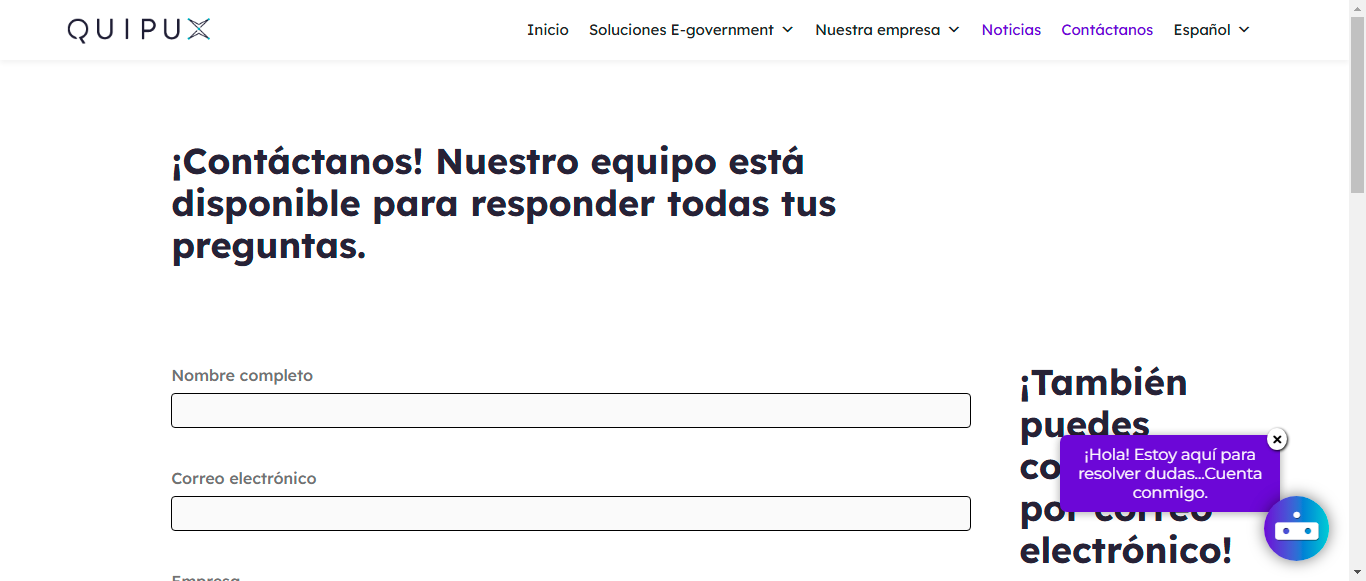 QUIPUX
Inicio
Soluciones E-government
Nuestra empresa
Noticias
Contáctanos
Español
¡Contáctanos! Nuestro equipo está
disponible para responder todas tus
preguntas.
Nombre completo
Correo electrónico
Empresa
¡También
puedes
co
por correo
electrónico!
¡Hola! Estoy aquí para
resolver dudas...Cuenta
conmigo.